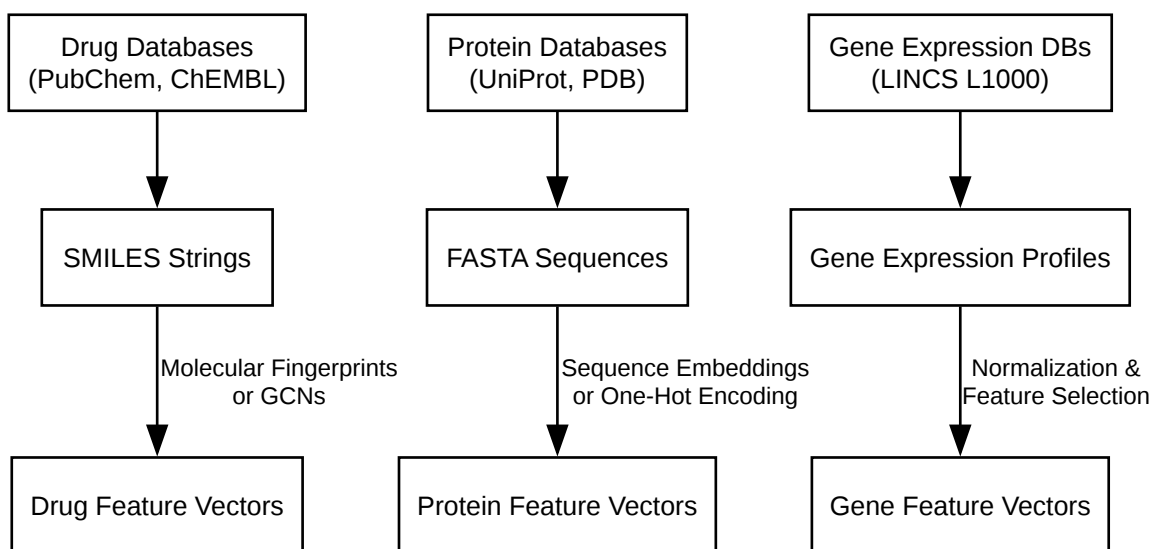 Drug Databases
(PubChem, ChEMBL)
Protein Databases
(UniProt, PDB)
Gene Expression DBs
(LINCS L1000)
SMILES Strings
FASTA Sequences
Gene Expression Profiles
Molecular Fingerprints
or GCNs
Sequence Embeddings
or One-Hot Encoding
Normalization &
Feature Selection
Drug Feature Vectors
Protein Feature Vectors
Gene Feature Vectors